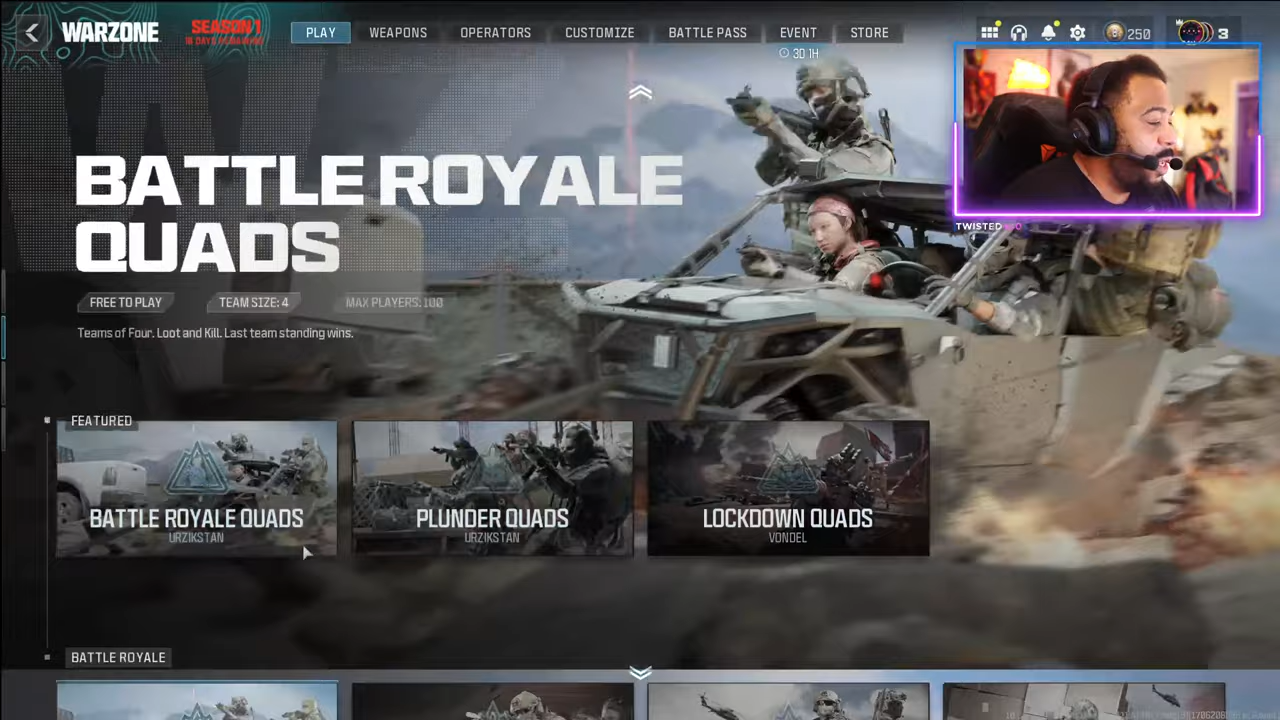 WARZONE
SEASON 1
PLAY
WEAPONS
OPERATORS
CUSTOMIZE
BATTLE PASS
EVENT
STORE
250
3
3D 1H
BATTLE ROYALE
QUADS
TWISTED
FREE TO PLAY
TEAM SIZE: 4
MAX PLAYERS: 100
Teams of Four. Loot and Kill. Last team standing wins.
FEATURED
BATTLE ROYALE QUADS
URZIKSTAN
PLUNDER QUADS
URZIKSTAN
LOCKDOWN QUADS
VONDEL
BATTLE ROYALE